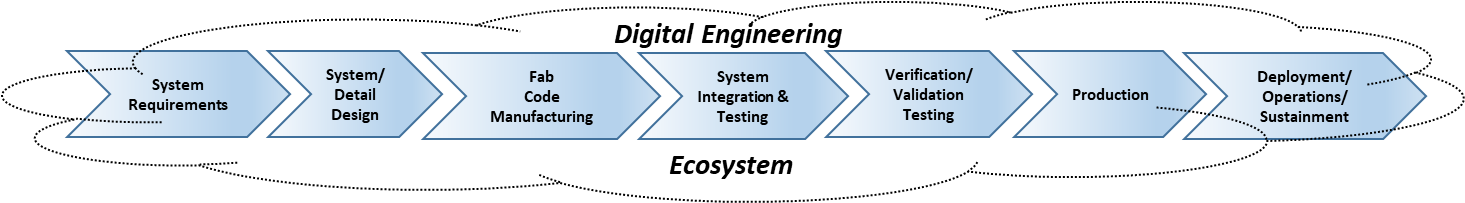 Digital Engineering
System
Requirements
System/
Detail
Design
Fab
Code
Manufacturing
System
Integration &
Testing
Verification/
Validation
Testing
Production
Deployment/
Operations/
Sustainment
Ecosystem